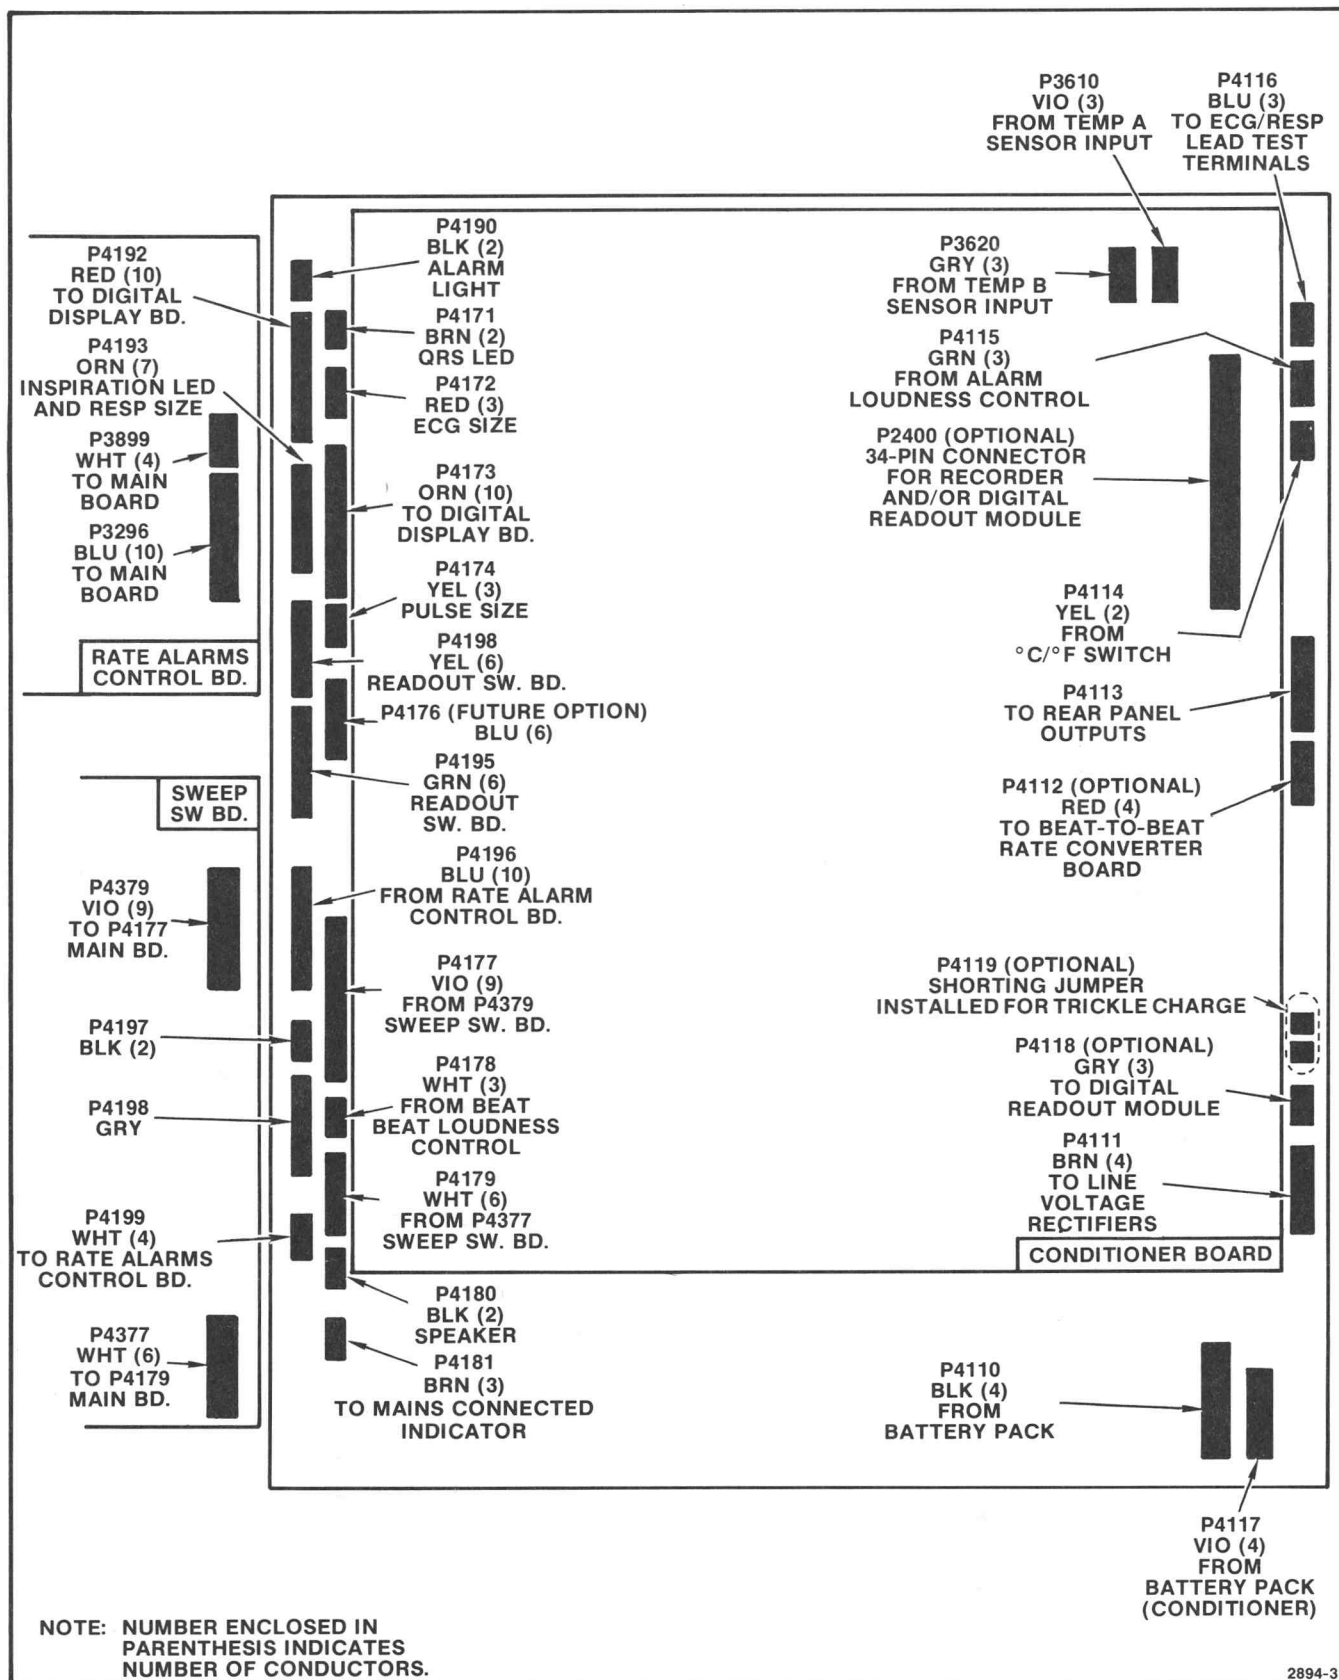 P3610
VIO (3)
FROM TEMP A
SENSOR INPUT
P4116
BLU (3)
TO ECG/RESP
LEAD TEST
TERMINALS
P4192
RED (10)
TO DIGITAL
DISPLAY BD.
P4193
ORN (7)
INSPIRATION LED
AND RESP SIZE
P3899
WHT (4)
TO MAIN
BOARD
P3296
BLU (10)
TO MAIN
BOARD
RATE ALARMS
CONTROL BD.
SWEEP
SW BD.
P4379
VIO (9)
TO P4177
MAIN BD.
P4197
BLK (2)
P4198
GRY
P4199
WHT (4)
TO RATE ALARMS
CONTROL BD.
P4377
WHT (6)
TO P4179
MAIN BD.
P4190
BLK (2)
ALARM
LIGHT
P4171
BRN (2)
QRS LED
P4172
RED (3)
ECG SIZE
P4173
ORN (10)
TO DIGITAL
DISPLAY BD.
P4174
YEL (3)
PULSE SIZE
P4198
YEL (6)
READOUT SW. BD.
P4176 (FUTURE OPTION)
BLU (6)
P4195
GRN (6)
READOUT
SW. BD.
P4196
BLU (10)
FROM RATE ALARM
CONTROL BD.
P4177
VIO (9)
FROM P4379
SWEEP SW. BD.
P4178
WHT (3)
FROM BEAT
BEAT LOUDNESS
CONTROL
P4179
WHT (6)
FROM P4377
SWEEP SW. BD.
P4180
BLK (2)
SPEAKER
P4181
BRN (3)
TO MAINS CONNECTED
INDICATOR
P3620
GRY (3)
FROM TEMP B
SENSOR INPUT
P4115
GRN (3)
FROM ALARM
LOUDNESS CONTROL
P2400 (OPTIONAL)
34-PIN CONNECTOR
FOR RECORDER
AND/OR DIGITAL
READOUT MODULE
P4114
YEL (2)
FROM
°C/°F SWITCH
P4113
TO REAR PANEL
OUTPUTS
P4112 (OPTIONAL)
RED (4)
TO BEAT-TO-BEAT
RATE CONVERTER
BOARD
P4119 (OPTIONAL)
SHORTING JUMPER
INSTALLED FOR TRICKLE CHARGE
P4118 (OPTIONAL)
GRY (3)
TO DIGITAL
READOUT MODULE
P4111
BRN (4)
TO LINE
VOLTAGE
RECTIFIERS
CONDITIONER BOARD
P4110
BLK (4)
FROM
BATTERY PACK
P4117
VIO (4)
FROM
BATTERY PACK
(CONDITIONER)
NOTE: NUMBER ENCLOSED IN
PARENTHESIS INDICATES
NUMBER OF CONDUCTORS.
2894-3